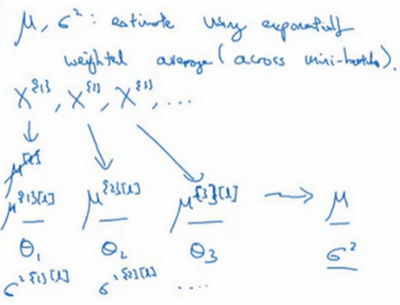 μ, σ²: estimate using exponentially
weighted average (across mini-batches).
X^{1}, X^{2}, X^{3}, ...
μ^{1}[l] μ^{2}[l] μ^{3}[l] → μ
θ₁ θ₂ θ₃ σ²
σ²^{1}[l] σ²^{2}[l] ....